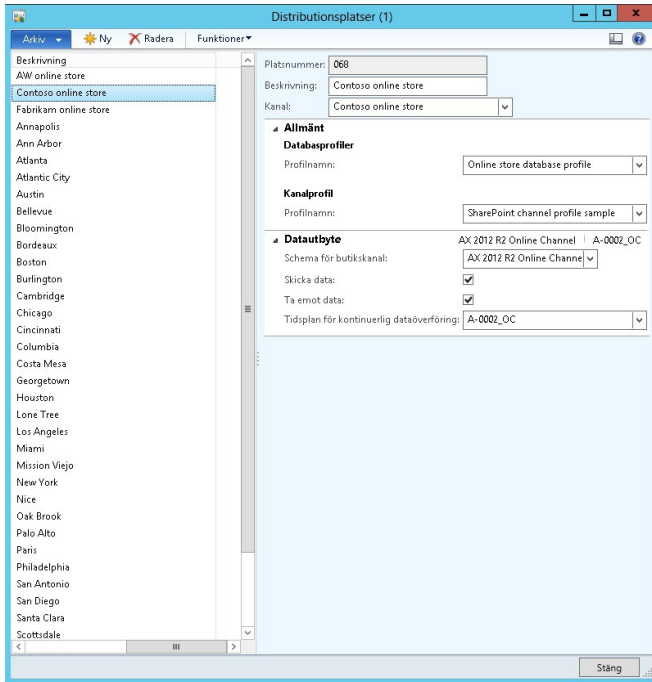 Distributionsplatser (1)
Arkiv Ny Radera Funktioner
Beskrivning
AW online store
Contoso online store
Fabrikam online store
Annapolis
Ann Arbor
Atlanta
Atlantic City
Austin
Bellevue
Bloomington
Bordeaux
Boston
Burlington
Cambridge
Chicago
Cincinnati
Columbia
Costa Mesa
Georgetown
Houston
Lone Tree
Los Angeles
Miami
Mission Viejo
New York
Nice
Oak Brook
Palo Alto
Paris
Philadelphia
San Antonio
San Diego
Santa Clara
Scottsdale
Platsnummer: 068
Beskrivning: Contoso online store
Kanal: Contoso online store
Allmänt
Databasprofiler
Profilnamn: Online store database profile
Kanalprofil
Profilnamn: SharePoint channel profile sample
Datautbyte AX 2012 R2 Online Channel A-0002_OC
Schema för butikskanal: AX 2012 R2 Online Channe
Skicka data:
Ta emot data:
Tidsplan för kontinuerlig dataöverföring: A-0002_OC
Stäng